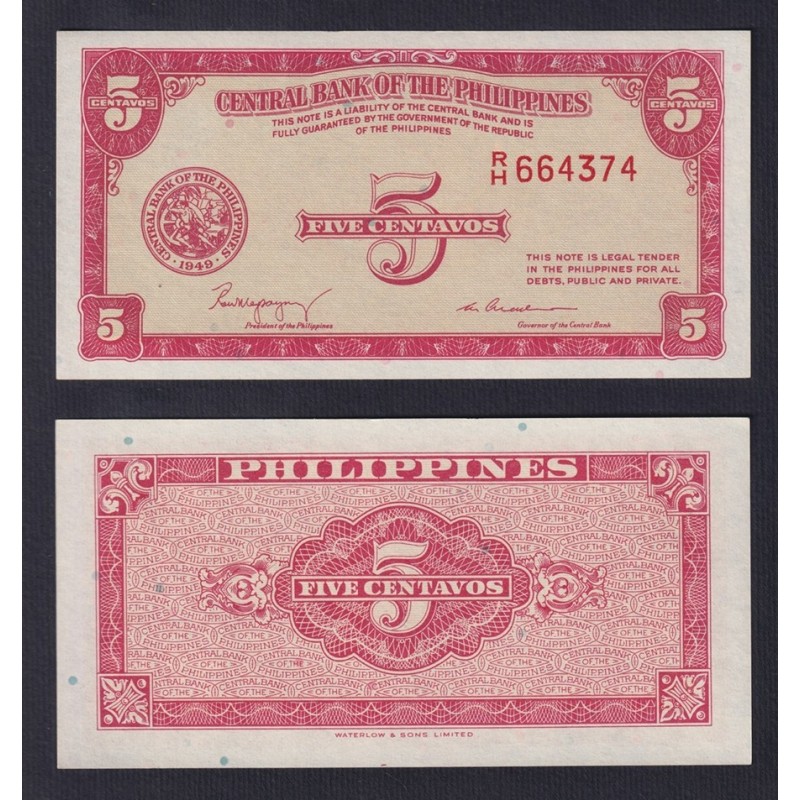 5
CENTAVOS
5
CENTAVOS
CENTRAL BANK OF THE PHILIPPINES
THIS NOTE IS A LIABILITY OF THE CENTRAL BANK AND IS
FULLY GUARANTEED BY THE GOVERNMENT OF THE REPUBLIC
OF THE PHILIPPINES
R/H 664374
CENTRAL BANK OF THE PHILIPPINES
· 1949 ·
5
FIVE CENTAVOS
THIS NOTE IS LEGAL TENDER
IN THE PHILIPPINES FOR ALL
DEBTS, PUBLIC AND PRIVATE.
President of the Philippines
Governor of the Central Bank
5
5
PHILIPPINES
CENTRAL BANK
OF THE
PHILIPPINES
5
FIVE CENTAVOS
WATERLOW & SONS LIMITED